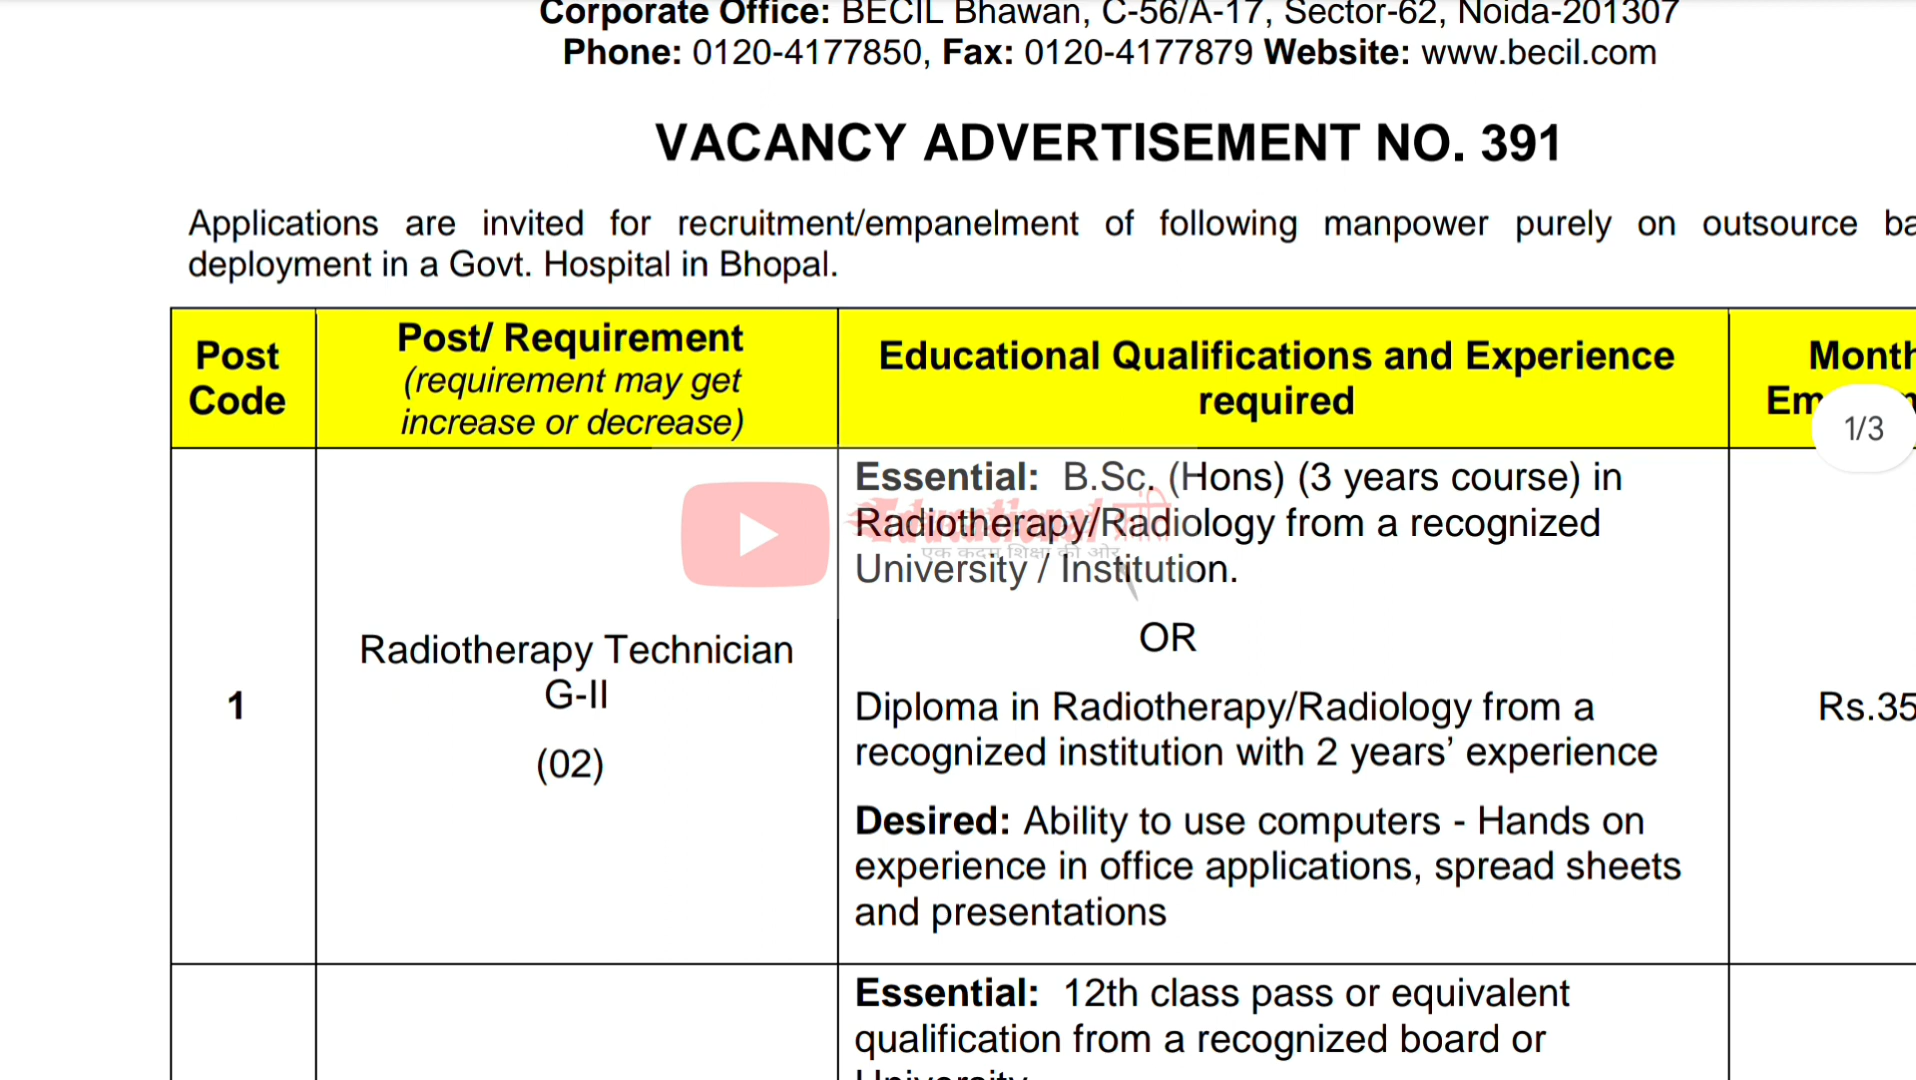 Corporate Office: BECIL Bhawan, C-56/A-17, Sector-62, Noida-201307
Phone: 0120-4177850, Fax: 0120-4177879 Website: www.becil.com
VACANCY ADVERTISEMENT NO. 391
Applications are invited for recruitment/empanelment of following manpower purely on outsource
deployment in a Govt. Hospital in Bhopal.
Post
Code
Post/ Requirement
(requirement may get
increase or decrease)
Educational Qualifications and Experience
required
1/3
1
Radiotherapy Technician
G-II
(02)
Essential: B.Sc. (Hons) (3 years course) in
Radiotherapy/Radiology from a recognized
University / Institution.
OR
Diploma in Radiotherapy/Radiology from a
recognized institution with 2 years’ experience
Desired: Ability to use computers - Hands on
experience in office applications, spread sheets
and presentations
Rs.35
Educational क्रांति
एक कदम शिक्षा की ओर
Essential: 12th class pass or equivalent
qualification from a recognized board or